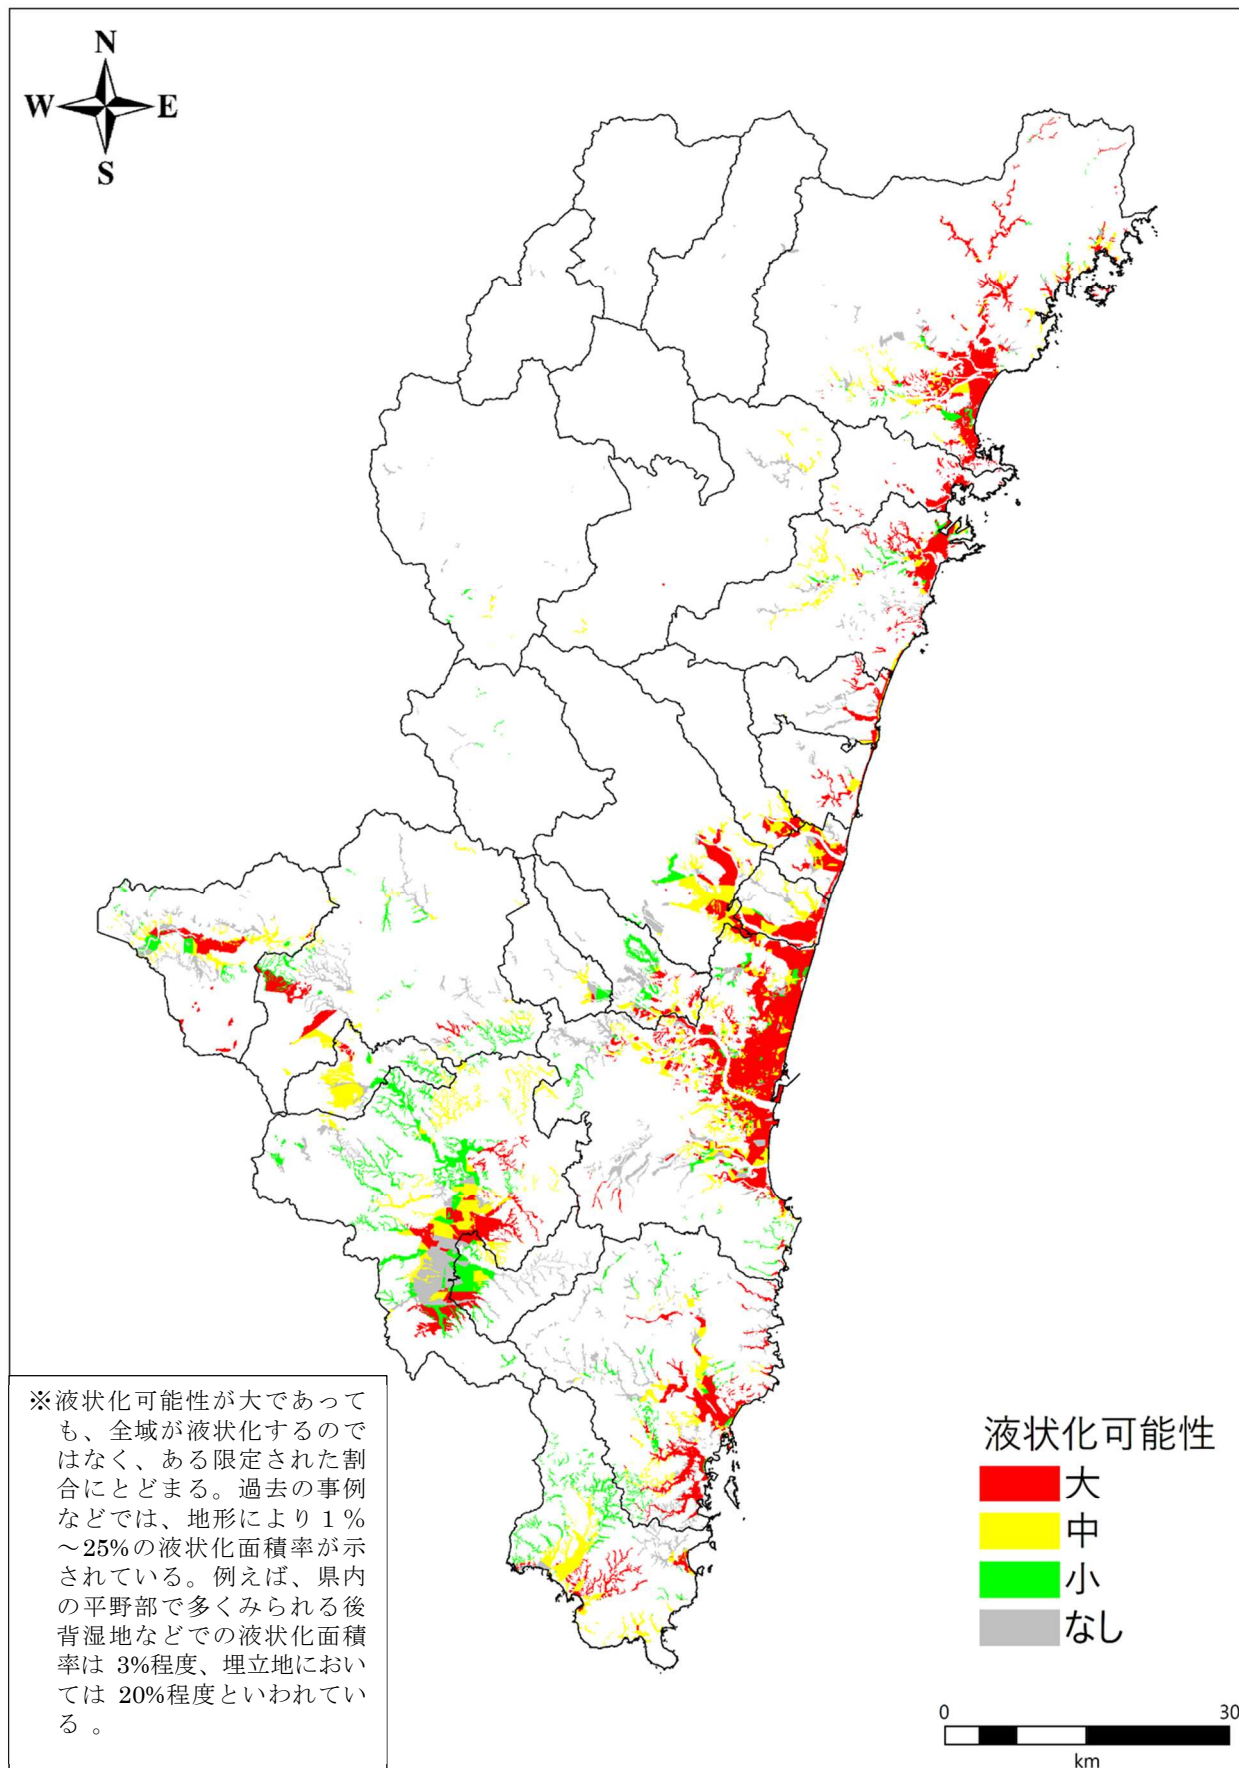 N
W E
S
※液状化可能性が大であって
も、全域が液状化するのでは
はなく、ある限定された割
合にとどまる。過去の事例
などでは、地形により 1 %
～25%の液状化面積率が示
されている。例えば、県内
の平野部で多くみられる後
背湿地などでの液状化面積
率は 3%程度、埋立地におい
ては 20%程度といわれてい
る 。
液状化可能性
大
中
小
なし
0 30
km